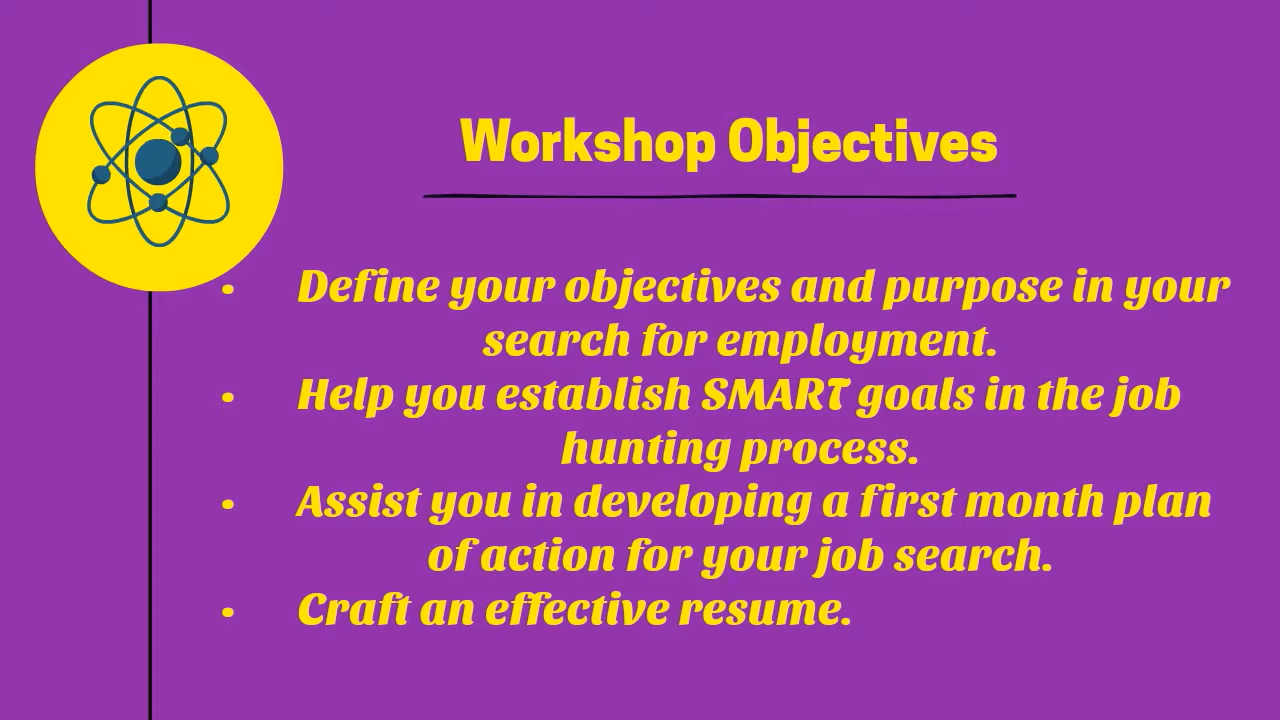 Workshop Objectives
• Define your objectives and purpose in your
search for employment.
• Help you establish SMART goals in the job
hunting process.
• Assist you in developing a first month plan
of action for your job search.
• Craft an effective resume.